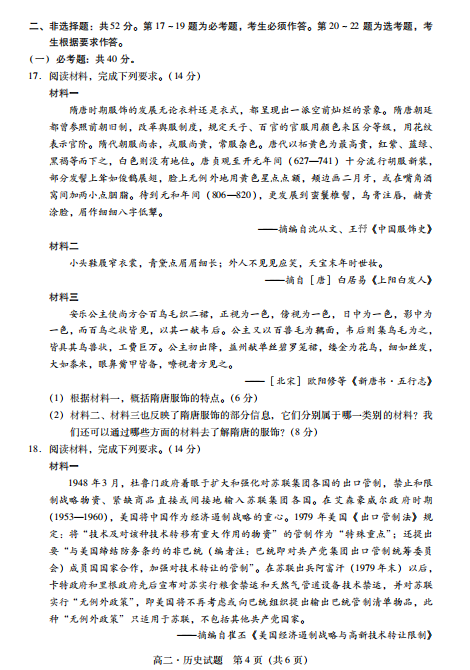 二、非选择题：共52分。第17~19题为必考题，考生必须作答。第20~22题为选考题，考
生根据要求作答。
（一）必考题：共40分。
17．阅读材料，完成下列要求。（14分）
材料一
隋唐时期服饰的发展无论衣料还是衣式，都呈现出一派空前灿烂的景象。隋唐朝廷
都曾参照前朝旧制，改革舆服制度，规定天子、百官的官服用颜色来区分等级，用花纹
表示官阶。隋代朝服尚赤，戎服尚黄，常服杂色。唐代以柘黄色为最高贵，红紫、蓝绿、
黑褐等而下之，白色则没有地位。唐贞观至开元年间（627—741）十分流行胡服新装，
部分发髻上耸如俊鹤展翅，脸上无例外地用黄色星点点额，颊边画二月牙，或在嘴角酒
窝间加两小点胭脂。待到元和年间（806—820），更发展到蛮鬟椎髻，乌膏注唇，赭黄
涂脸，眉作细细八字低颦。
——摘编自沈从文、王㐨《中国服饰史》
材料二
小头鞋履窄衣裳，青黛点眉眉细长；外人不见见应笑，天宝末年时世妆。
——摘自［唐］白居易《上阳白发人》
材料三
安乐公主使尚方合百鸟毛织二裙，正视为一色，傍视为一色，日中为一色，影中为
一色，而百鸟之状皆见，以其一献韦后。公主又以百兽毛为鞯面，韦后则集鸟毛为之，
皆具其鸟兽状，工费巨万。公主初出降，益州献单丝碧罗笼裙，缕金为花鸟，细如丝发，
大如黍米，眼鼻觜甲皆备，瞭视者方见之。
——［北宋］欧阳修等《新唐书·五行志》
（1）根据材料一，概括隋唐服饰的特点。（6分）
（2）材料二、材料三也反映了隋唐服饰的部分信息，它们分别属于哪一类别的材料？我
们还可以通过哪些方面的材料去了解隋唐的服饰？（8分）
18．阅读材料，完成下列要求。（14分）
材料一
1948年3月，杜鲁门政府着眼于扩大和强化对苏联集团各国的出口管制，禁止和限
制战略物资、紧缺商品直接或间接地输入苏联集团各国。在艾森豪威尔政府时期
（1953—1960），美国将中国作为经济遏制战略的重心。1979年美国《出口管制法》规
定：将“技术及对该种技术转移有重大作用的物资”的管制作为“特殊重点”；还提出
要“与美国缔结防务条约的非巴统（编者注：巴统即对共产党集团出口管制统筹委员
会）成员国国家合作，加强对技术转让的管制”。在苏联出兵阿富汗（1979年末）以后，
卡特政府和里根政府先后宣布对苏实行粮食禁运和天然气管道设备技术禁运，并对苏联
实行“无例外政策”，即美国将不再考虑或向巴统组织提出输出巴统管制清单物品，此
种“无例外政策”只适用于苏联，不包括其他共产党国家。
——摘编自崔丕《美国经济遏制战略与高新技术转让限制》
高二·历史试题 第4页（共6页）